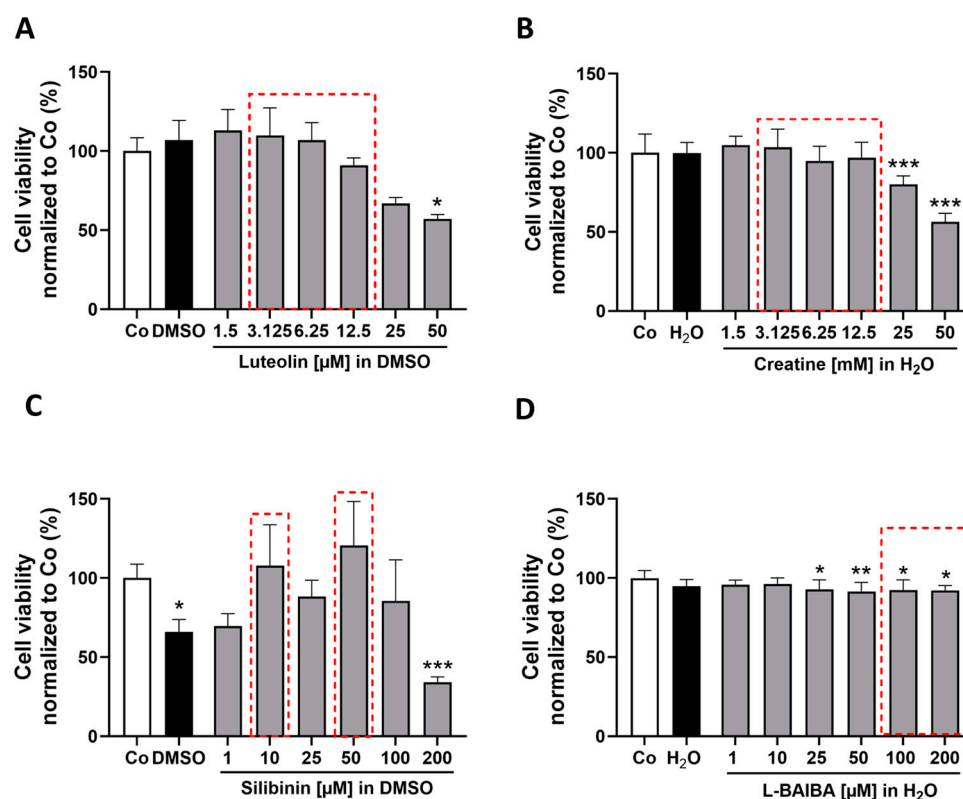 A
Cell viability
normalized to Co (%)
150
100
50
0
*
Co DMSO 1.5 3.125 6.25 12.5 25 50
Luteolin [µM] in DMSO
B
Cell viability
normalized to Co (%)
150
100
50
0
***
***
Co H₂O 1.5 3.125 6.25 12.5 25 50
Creatine [mM] in H₂O
C
Cell viability
normalized to Co (%)
150
100
50
0
*
***
Co DMSO 1 10 25 50 100 200
Silibinin [µM] in DMSO
D
Cell viability
normalized to Co (%)
150
100
50
0
* ** * *
Co H₂O 1 10 25 50 100 200
L-BAIBA [µM] in H₂O